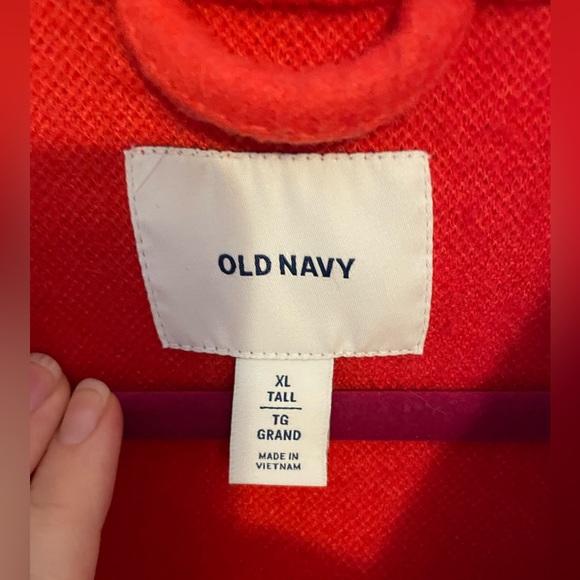 OLD NAVY
XL
TALL
TG
GRAND
MADE IN
VIETNAM